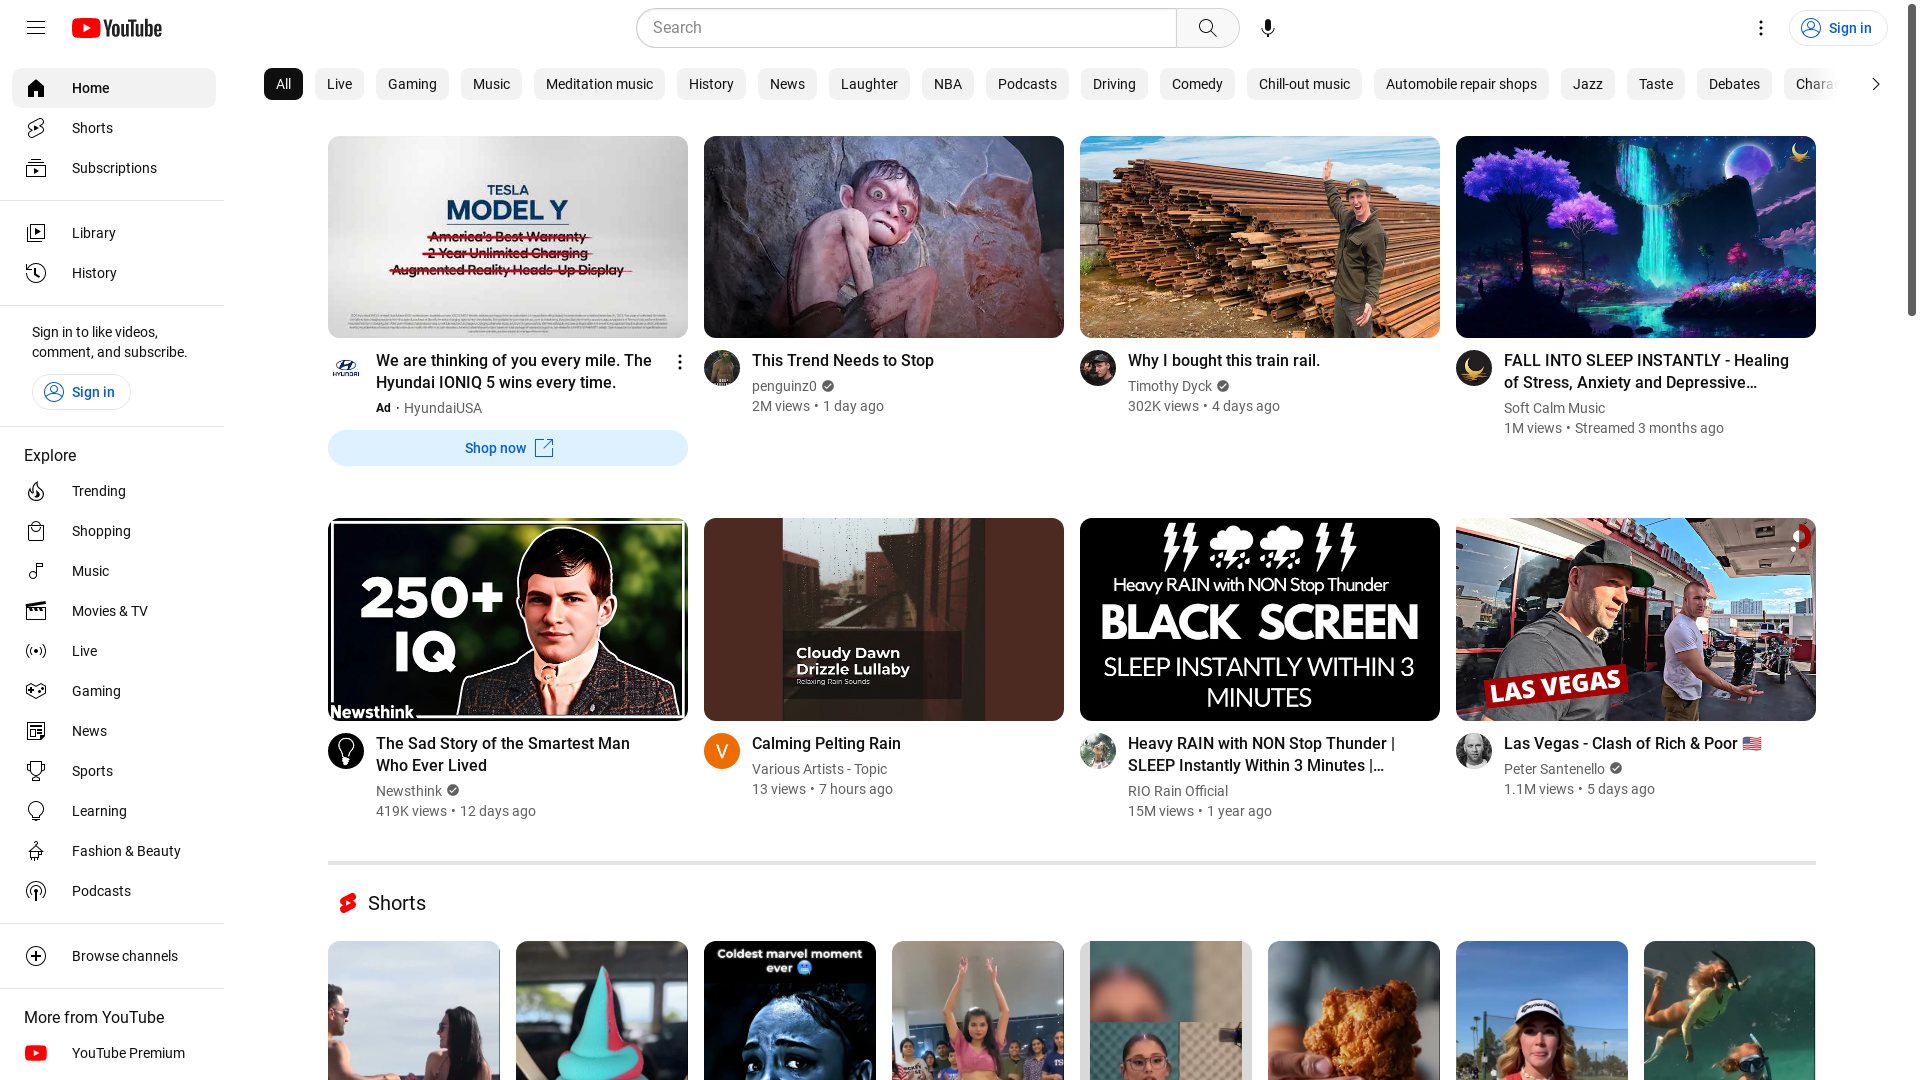 YouTube
Search
Sign in
Home
Shorts
Subscriptions
Library
History
Sign in to like videos,
comment, and subscribe.
Sign in
Explore
Trending
Shopping
Music
Movies & TV
Live
Gaming
News
Sports
Learning
Fashion & Beauty
Podcasts
Browse channels
More from YouTube
YouTube Premium
All
Live
Gaming
Music
Meditation music
History
News
Laughter
NBA
Podcasts
Driving
Comedy
Chill-out music
Automobile repair shops
Jazz
Taste
Debates
Chara
TESLA
MODEL Y
America's Best Warranty
2-Year Unlimited Charging
Augmented Reality Heads-Up Display
HYUNDAI
We are thinking of you every mile. The
Hyundai IONIQ 5 wins every time.
Ad • HyundaiUSA
Shop now
This Trend Needs to Stop
penguinz0
2M views • 1 day ago
Why I bought this train rail.
Timothy Dyck
302K views • 4 days ago
FALL INTO SLEEP INSTANTLY - Healing
of Stress, Anxiety and Depressive...
Soft Calm Music
1M views • Streamed 3 months ago
250+
IQ
Newsthink
The Sad Story of the Smartest Man
Who Ever Lived
Newsthink
419K views • 12 days ago
Cloudy Dawn
Drizzle Lullaby
Relaxing Rain Sounds
V
Calming Pelting Rain
Various Artists - Topic
13 views • 7 hours ago
Heavy RAIN with NON Stop Thunder
BLACK SCREEN
SLEEP INSTANTLY WITHIN 3
MINUTES
Heavy RAIN with NON Stop Thunder |
SLEEP Instantly Within 3 Minutes |...
RIO Rain Official
15M views • 1 year ago
LAS VEGAS
Las Vegas - Clash of Rich & Poor 🇺🇸
Peter Santenello
1.1M views • 5 days ago
Shorts
Coldest marvel moment
ever 🥶